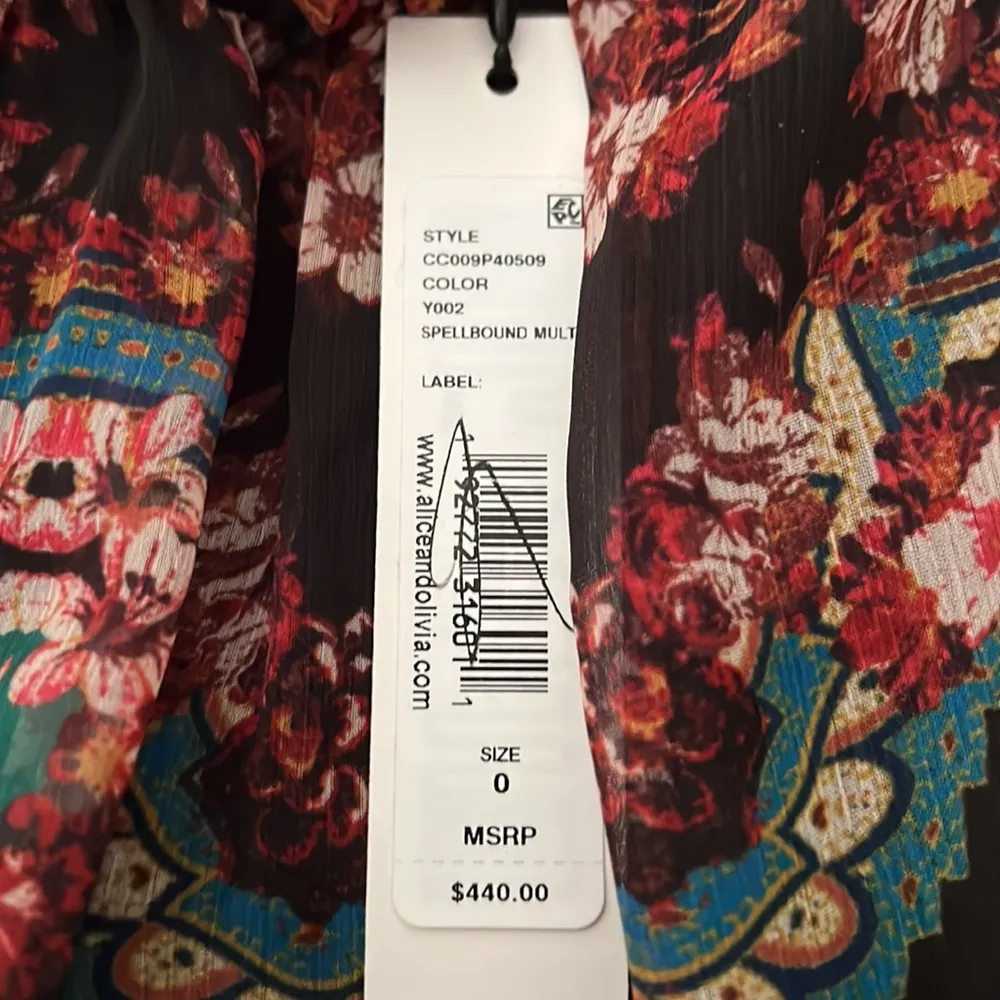 STYLE
CC009P40509
COLOR
Y002
SPELLBOUND MULT
LABEL:
www.aliceandolivia.com
SIZE
0
MSRP
$440.00